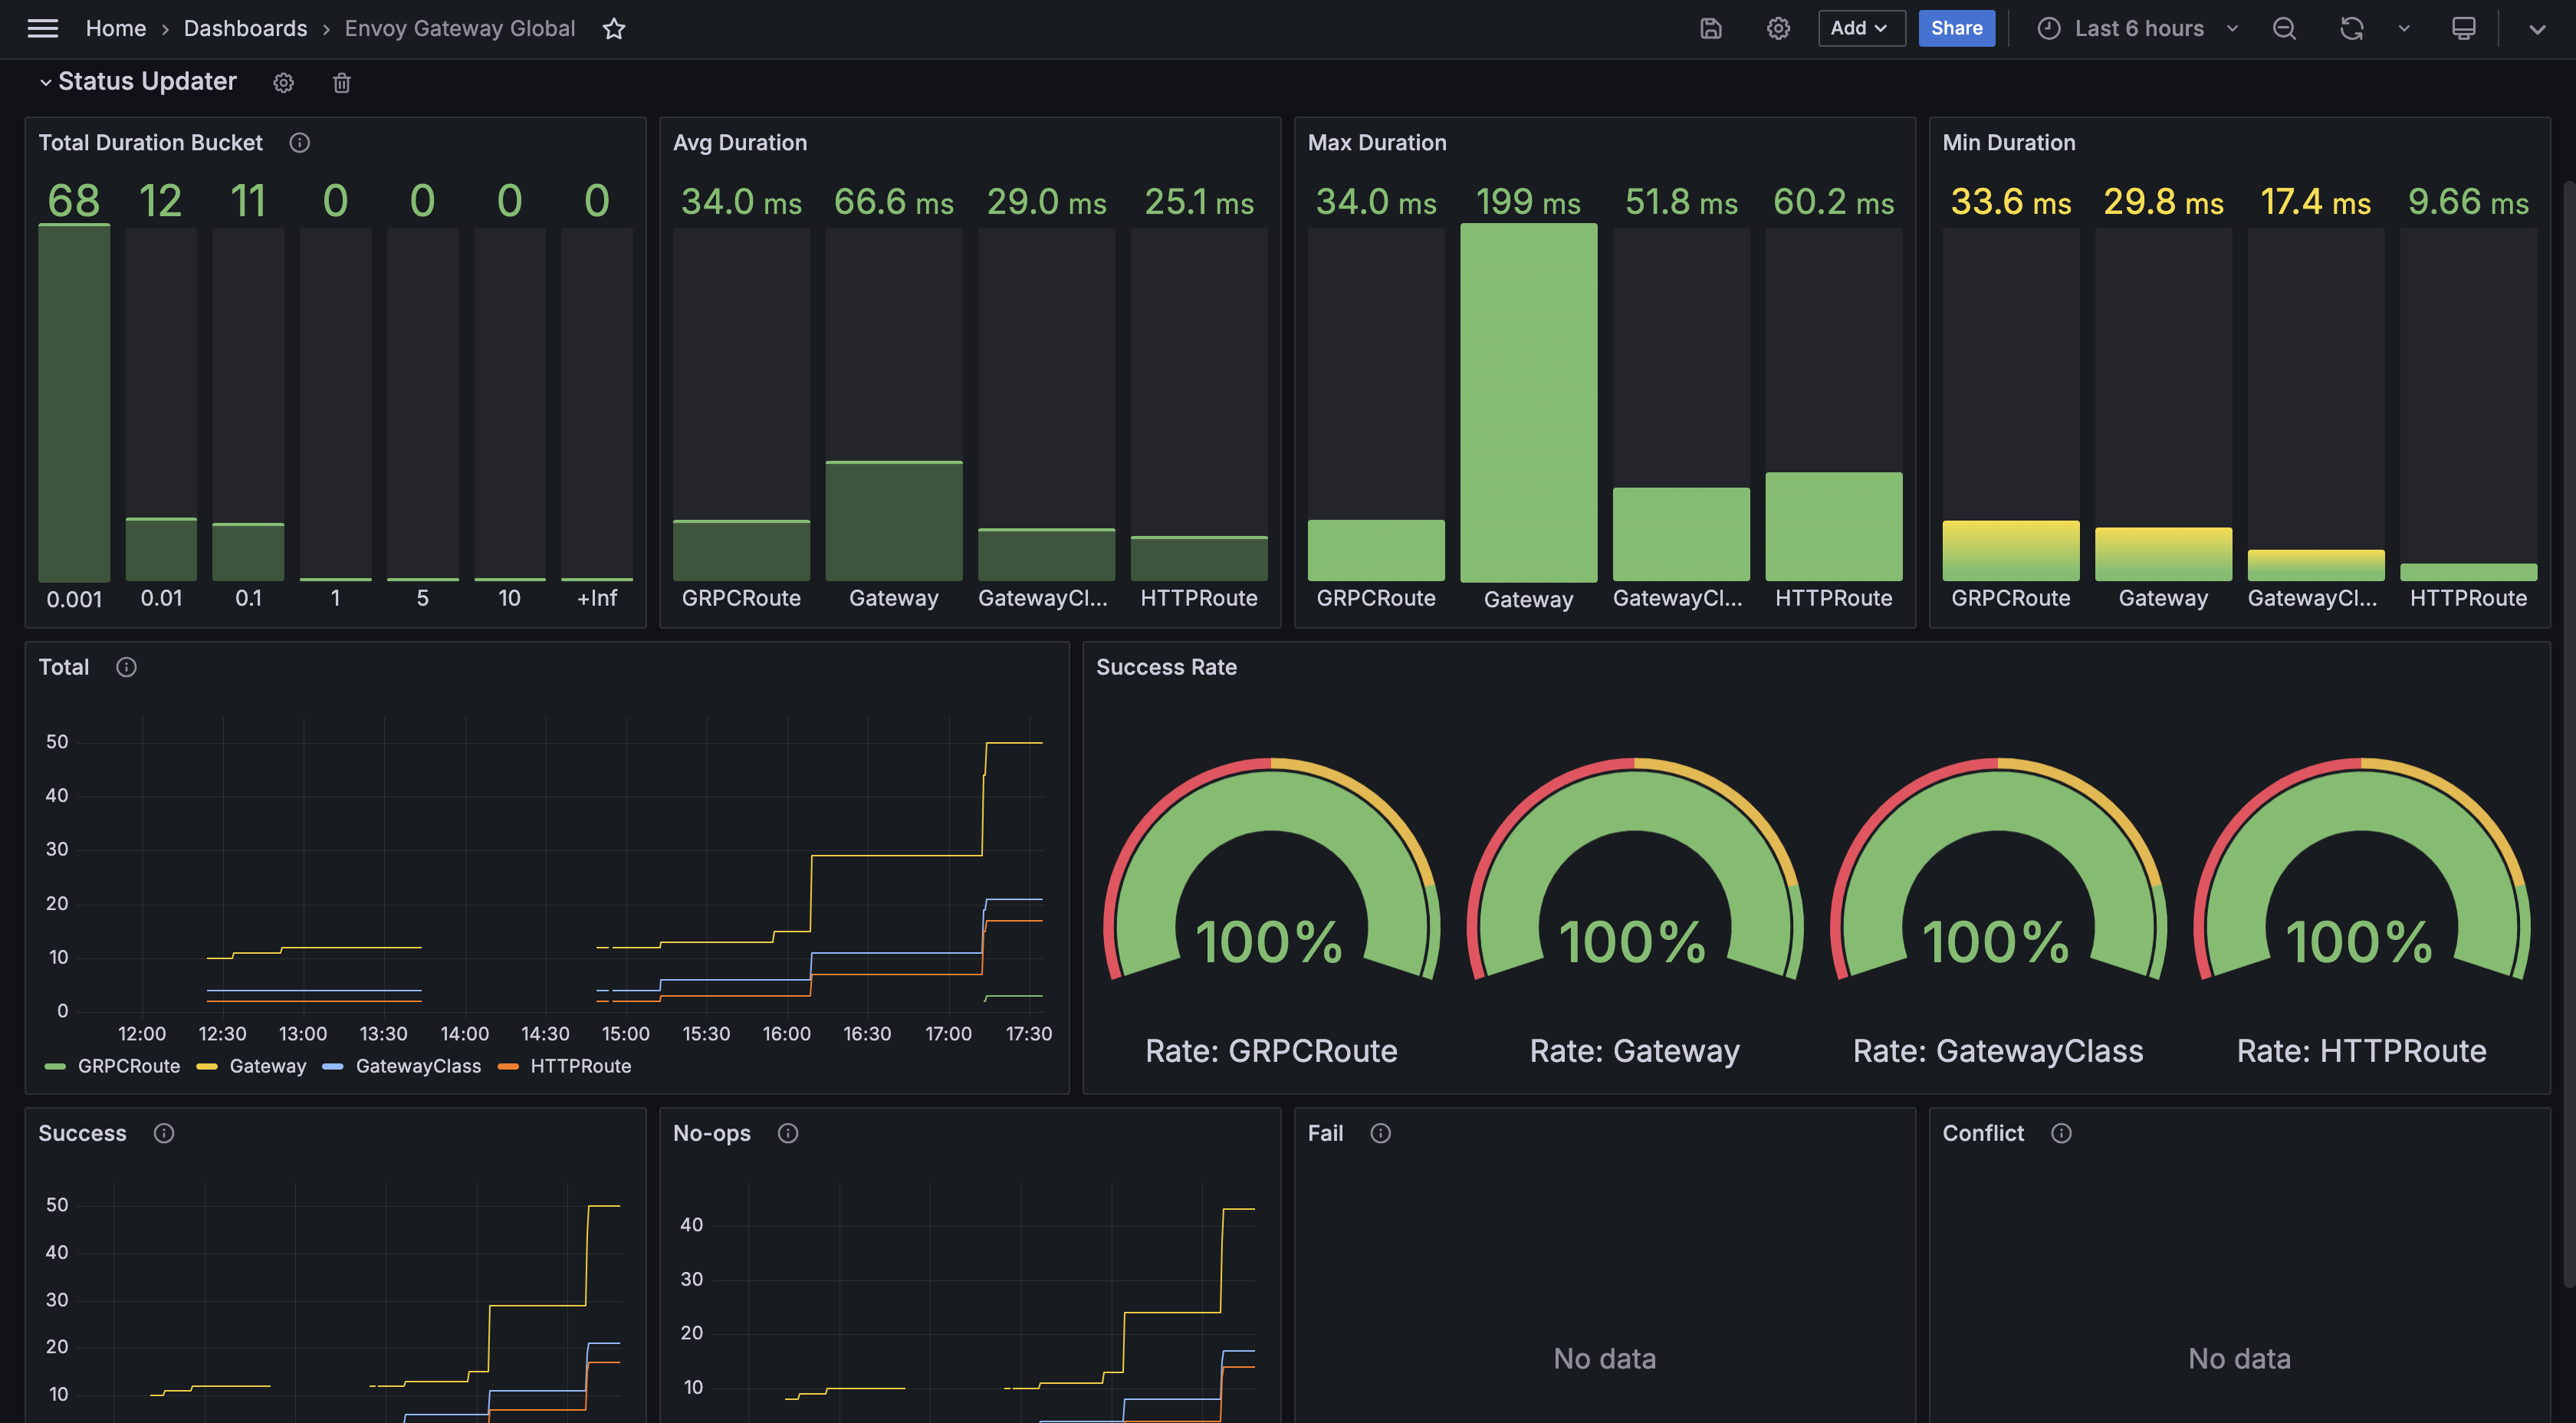 Home › Dashboards › Envoy Gateway Global
Add
Share
Last 6 hours
Status Updater
Total Duration Bucket
68 12 11 0 0 0 0
0.001 0.01 0.1 1 5 10 +Inf
Avg Duration
34.0 ms 66.6 ms 29.0 ms 25.1 ms
GRPCRoute Gateway GatewayCl... HTTPRoute
Max Duration
34.0 ms 199 ms 51.8 ms 60.2 ms
GRPCRoute Gateway GatewayCl... HTTPRoute
Min Duration
33.6 ms 29.8 ms 17.4 ms 9.66 ms
GRPCRoute Gateway GatewayCl... HTTPRoute
Total
50
40
30
20
10
0
12:00 12:30 13:00 13:30 14:00 14:30 15:00 15:30 16:00 16:30 17:00 17:30
GRPCRoute Gateway GatewayClass HTTPRoute
Success Rate
100% 100% 100% 100%
Rate: GRPCRoute Rate: Gateway Rate: GatewayClass Rate: HTTPRoute
Success
50
40
30
20
10
No-ops
40
30
20
10
Fail
No data
Conflict
No data